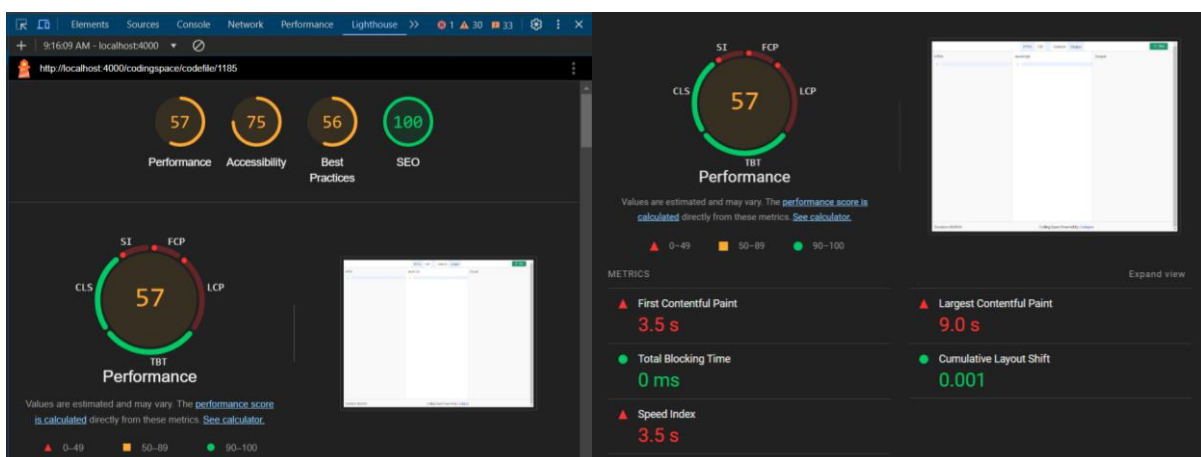 Elements Sources Console Network Performance Lighthouse 1 30 33
9:16:09 AM - localhost:4000
http://localhost:4000/codingspace/codefile/1185
57 75 56 100
Performance Accessibility Best Practices SEO
SI FCP
CLS LCP
57
TBT
Performance
Values are estimated and may vary. The performance score
is calculated directly from these metrics. See calculator.
0–49 50–89 90–100
SI FCP
CLS LCP
57
TBT
Performance
Values are estimated and may vary. The performance score is
calculated directly from these metrics. See calculator.
0–49 50–89 90–100
METRICS Expand view
First Contentful Paint
3.5 s
Largest Contentful Paint
9.0 s
Total Blocking Time
0 ms
Cumulative Layout Shift
0.001
Speed Index
3.5 s